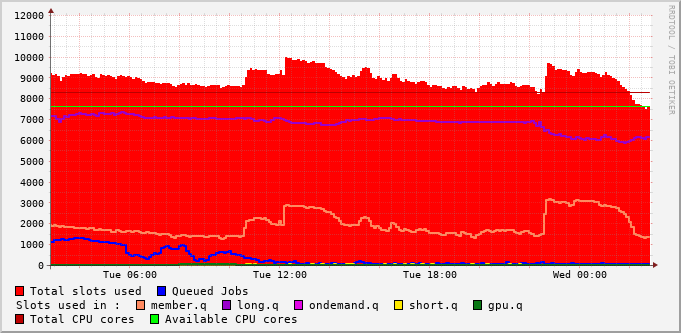 RRDTOOL / TOBI OETIKER
12000
11000
10000
9000
8000
7000
6000
5000
4000
3000
2000
1000
0
Tue 06:00 Tue 12:00 Tue 18:00 Wed 00:00
Total slots used Queued Jobs
Slots used in : member.q long.q ondemand.q short.q gpu.q
Total CPU cores Available CPU cores